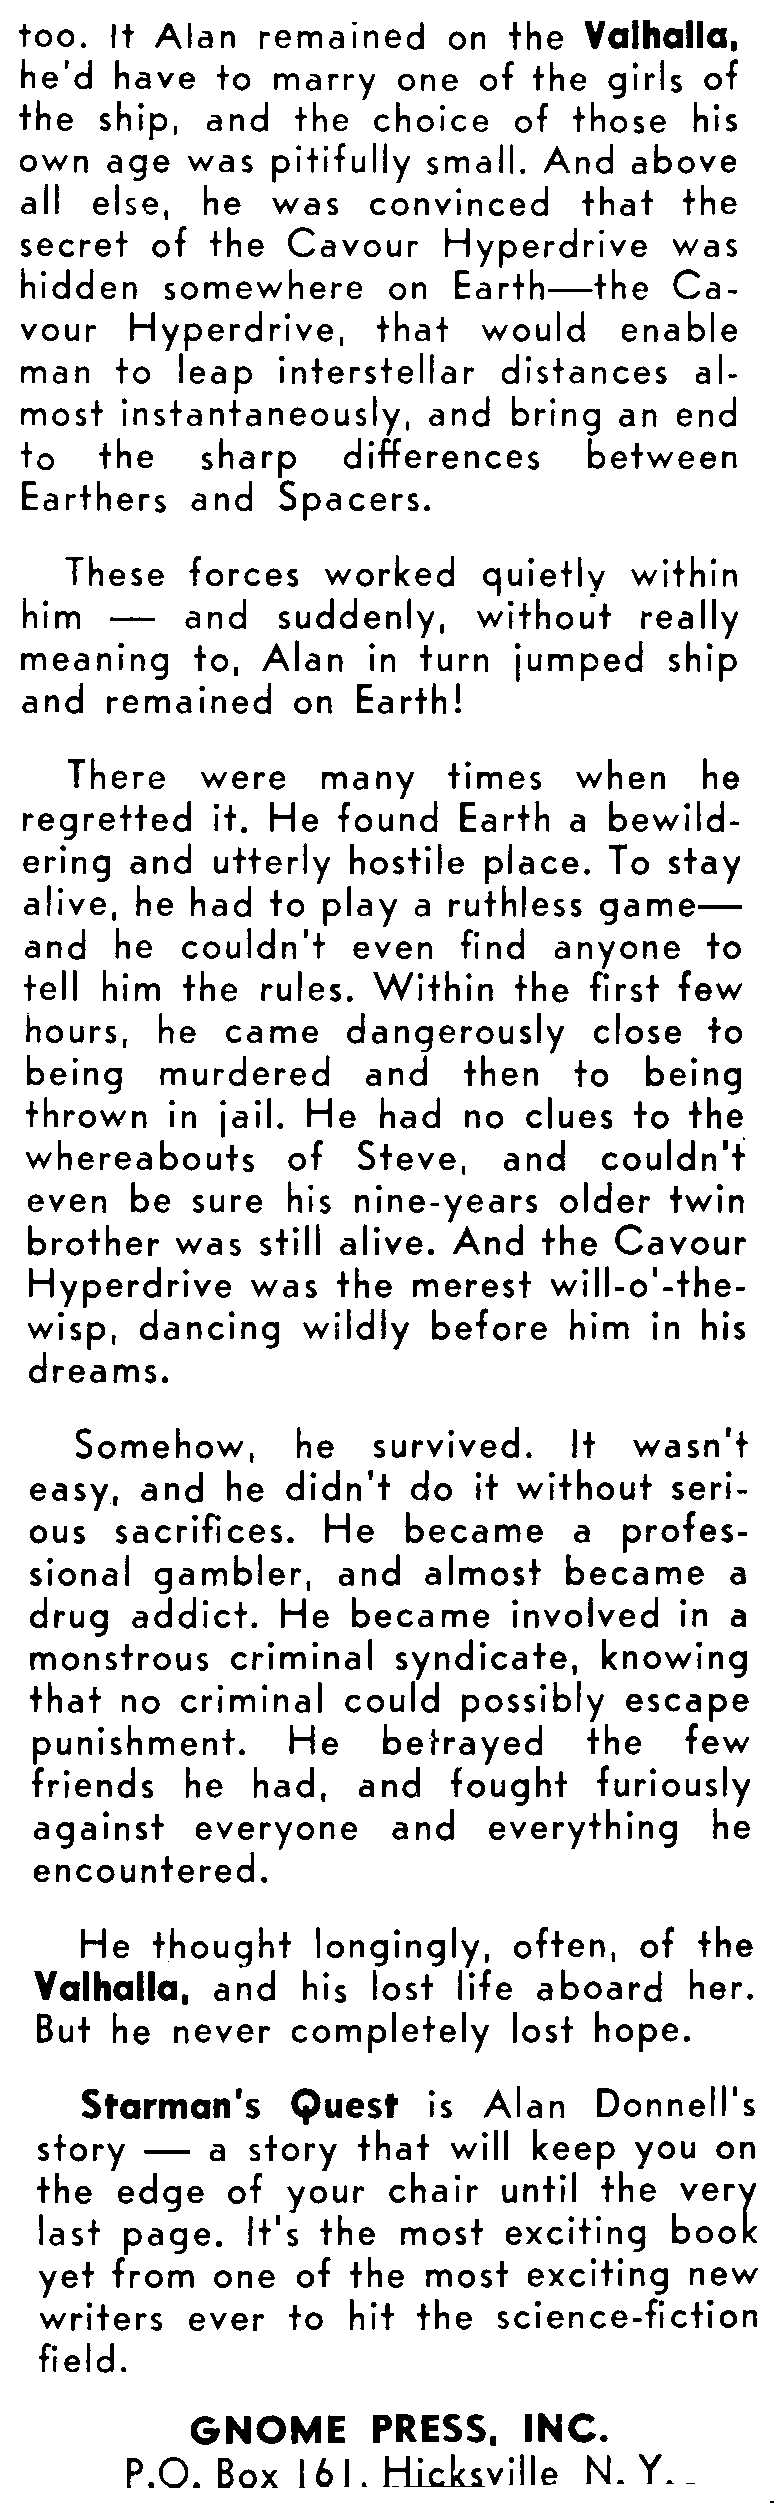 too. If Alan remained on the Valhalla,
he'd have to marry one of the girls of
the ship, and the choice of those his
own age was pitifully small. And above
all else, he was convinced that the
secret of the Cavour Hyperdrive was
hidden somewhere on Earth—the Ca-
vour Hyperdrive, that would enable
man to leap interstellar distances al-
most instantaneously, and bring an end
to the sharp differences between
Earthers and Spacers.
These forces worked quietly within
him — and suddenly, without really
meaning to, Alan in turn jumped ship
and remained on Earth!
There were many times when he
regretted it. He found Earth a bewild-
ering and utterly hostile place. To stay
alive, he had to play a ruthless game—
and he couldn't even find anyone to
tell him the rules. Within the first few
hours, he came dangerously close to
being murdered and then to being
thrown in jail. He had no clues to the
whereabouts of Steve, and couldn't
even be sure his nine-years older twin
brother was still alive. And the Cavour
Hyperdrive was the merest will-o'-the-
wisp, dancing wildly before him in his
dreams.
Somehow, he survived. It wasn't
easy, and he didn't do it without seri-
ous sacrifices. He became a profes-
sional gambler, and almost became a
drug addict. He became involved in a
monstrous criminal syndicate, knowing
that no criminal could possibly escape
punishment. He betrayed the few
friends he had, and fought furiously
against everyone and everything he
encountered.
He thought longingly, often, of the
Valhalla, and his lost life aboard her.
But he never completely lost hope.
Starman's Quest is Alan Donnell's
story — a story that will keep you on
the edge of your chair until the very
last page. It's the most exciting book
yet from one of the most exciting new
writers ever to hit the science-fiction
field.
GNOME PRESS, INC.
P.O. Box 161. Hicksville N. Y.